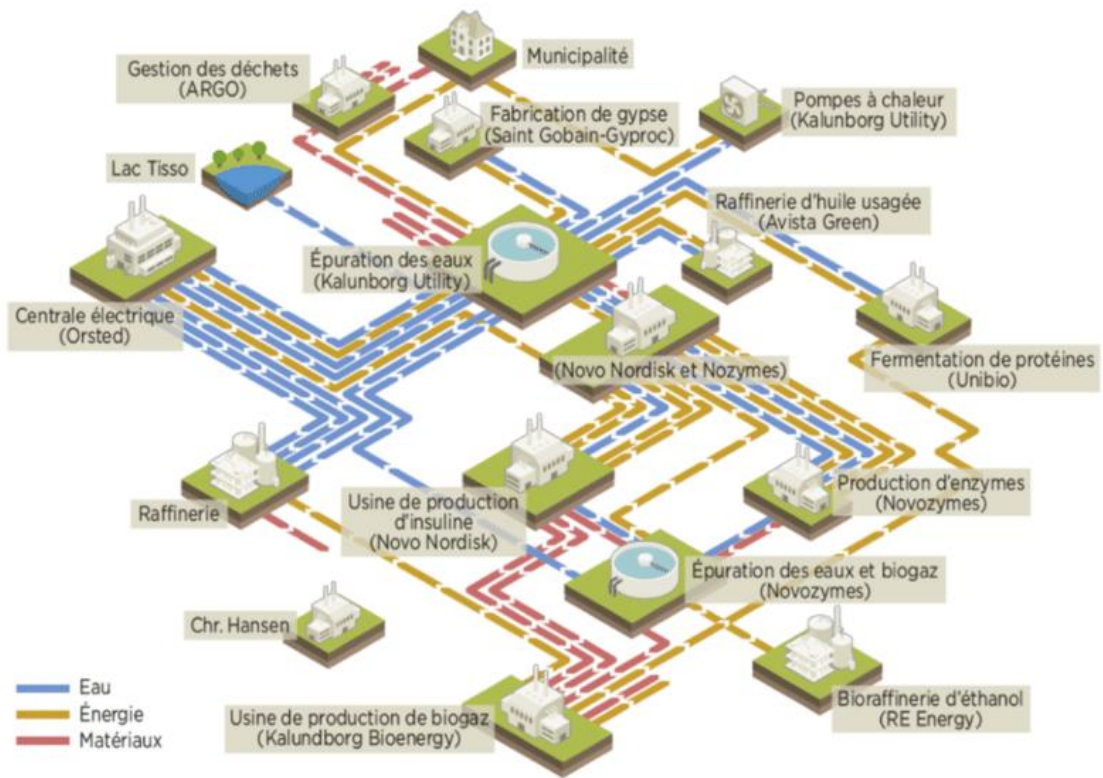 Municipalité
Gestion des déchets
(ARGO)
Fabrication de gypse
(Saint Gobain-Gyproc)
Pompes à chaleur
(Kalunborg Utility)
Lac Tisso
Raffinerie d'huile usagée
(Avista Green)
Épuration des eaux
(Kalunborg Utility)
Centrale électrique
(Orsted)
(Novo Nordisk et Nozymes)
Fermentation de protéines
(Unibio)
Raffinerie
Usine de production
d'insuline
(Novo Nordisk)
Production d'enzymes
(Novozymes)
Épuration des eaux et biogaz
(Novozymes)
Chr. Hansen
Bioraffinerie d'éthanol
(RE Energy)
Usine de production de biogaz
(Kalundborg Bioenergy)
Eau
Énergie
Matériaux